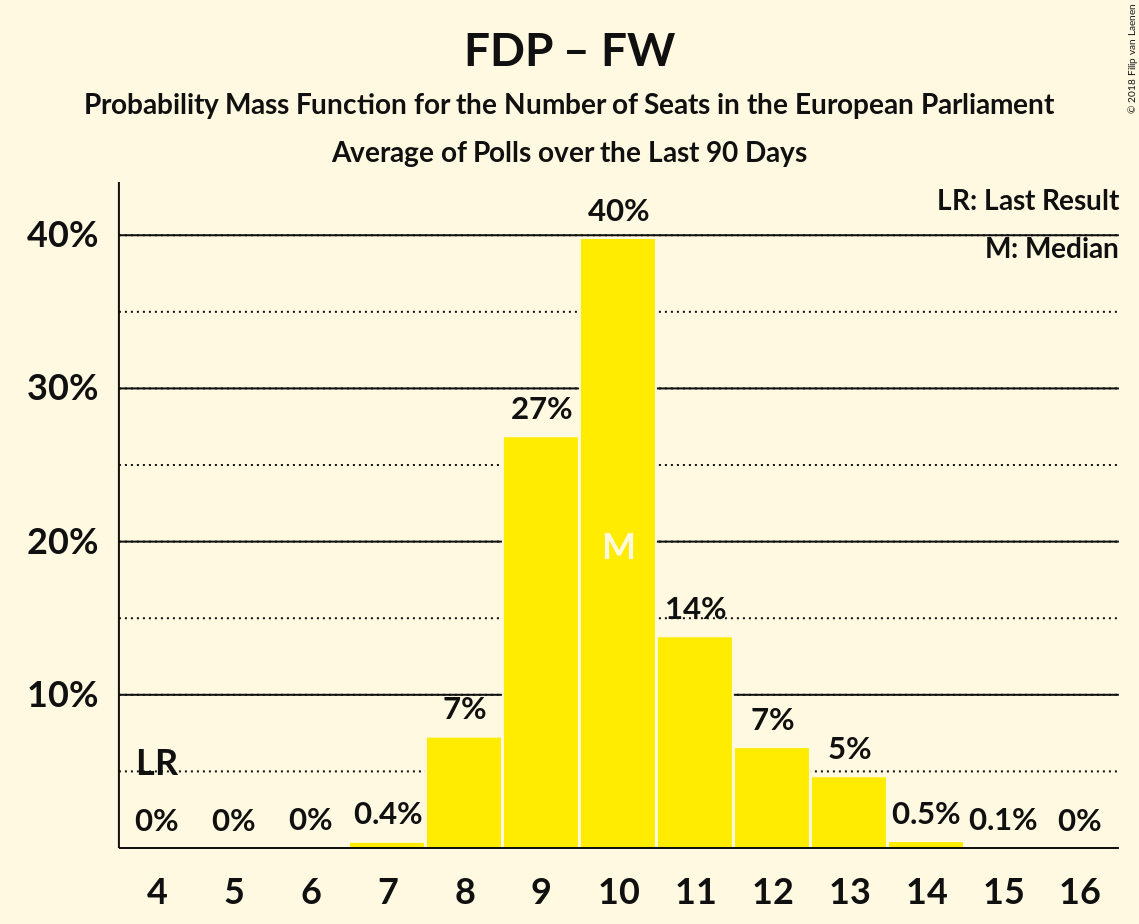 FDP – FW
Probability Mass Function for the Number of Seats in the European Parliament
Average of Polls over the Last 90 Days
© 2018 Filip van Laenen
LR: Last Result
M: Median
40%
30%
20%
10%
LR
0% 0% 0% 0.4% 7% 27% 40% 14% 7% 5% 0.5% 0.1% 0%
M
4 5 6 7 8 9 10 11 12 13 14 15 16